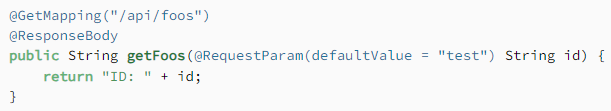 @GetMapping("/api/foos")
@ResponseBody
public String getFoos(@RequestParam(defaultValue = "test") String id) {
    return "ID: " + id;
}